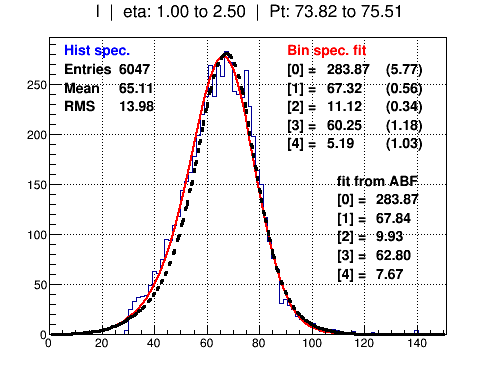 I | eta: 1.00 to 2.50 | Pt: 73.82 to 75.51
Hist spec.
Entries 6047
Mean 65.11
RMS 13.98
Bin spec. fit
[0] = 283.87 (5.77)
[1] = 67.32 (0.56)
[2] = 11.12 (0.34)
[3] = 60.25 (1.18)
[4] = 5.19 (1.03)
fit from ABF
[0] = 283.87
[1] = 67.84
[2] = 9.93
[3] = 62.80
[4] = 7.67
250
200
150
100
50
0
0 20 40 60 80 100 120 140